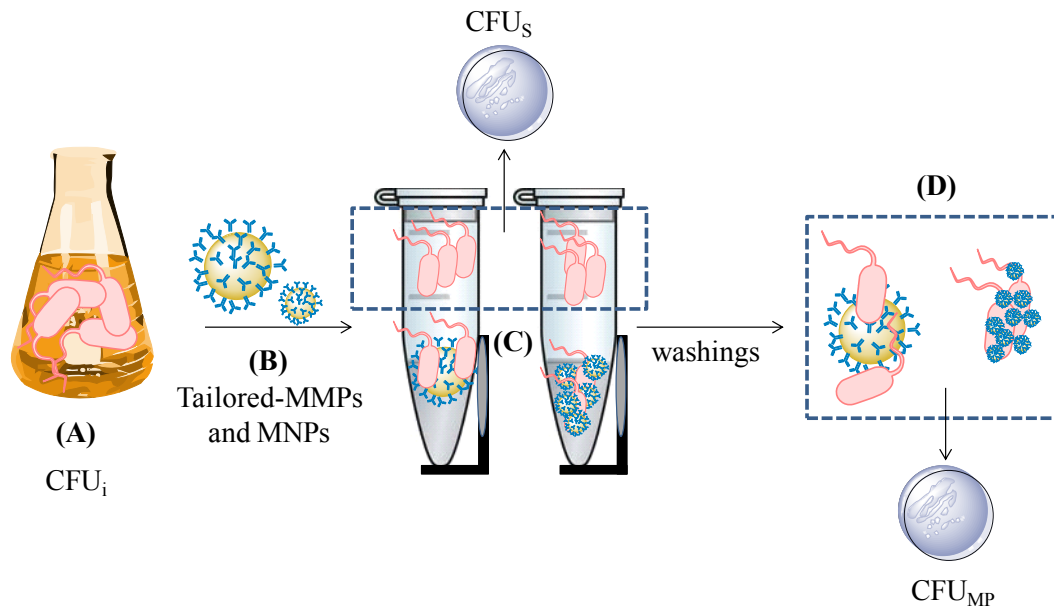 CFU_S
(A)
CFU_i
(B)
Tailored-MMPs
and MNPs
(C)
washings
(D)
CFU_MP